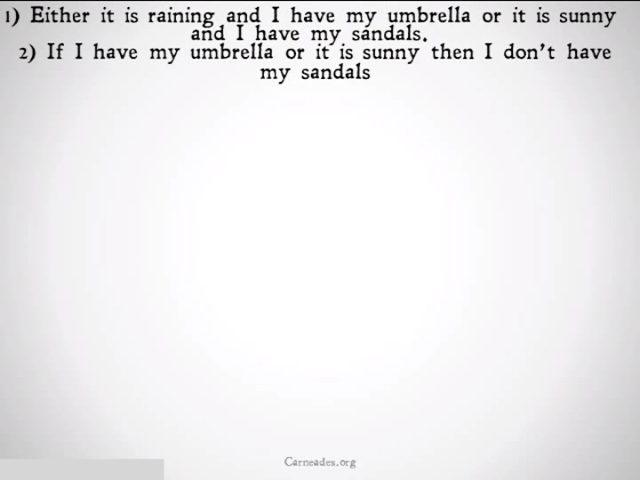 1) Either it is raining and I have my umbrella or it is sunny
and I have my sandals.
2) If I have my umbrella or it is sunny then I don't have
my sandals
Carneades.org